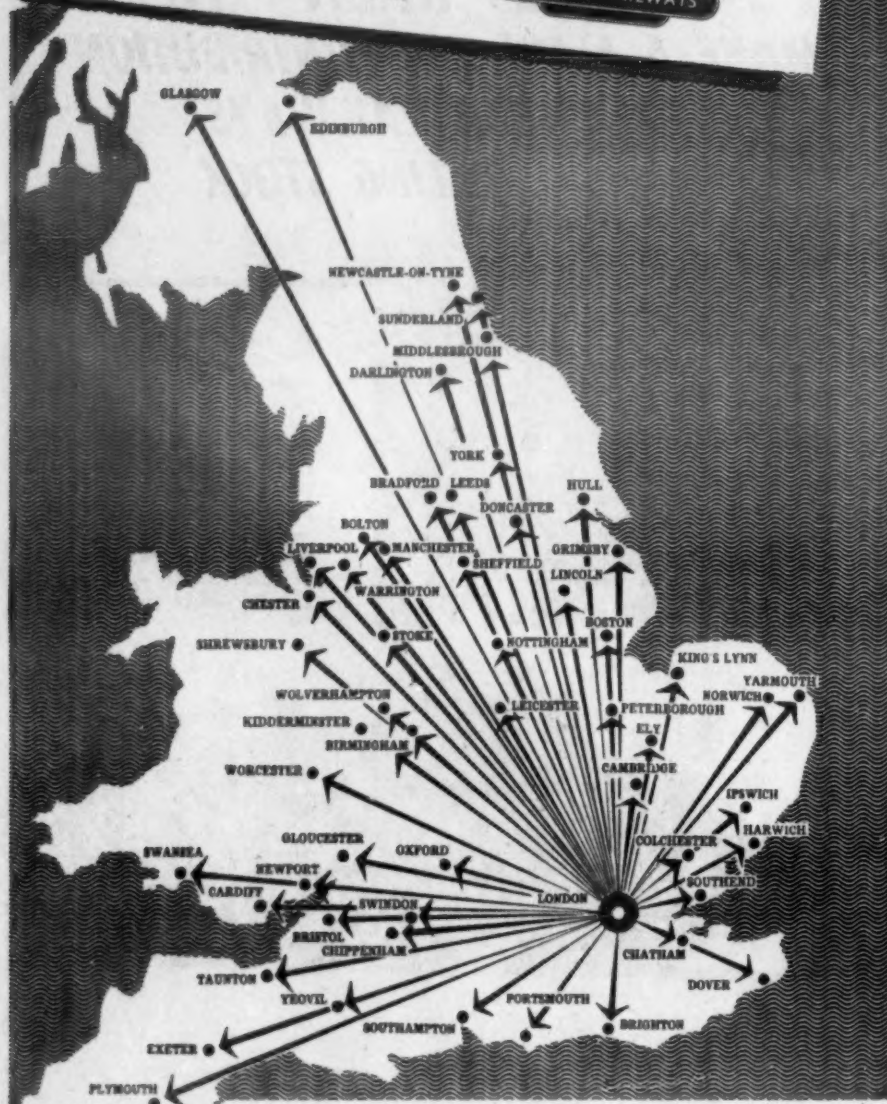 GLASGOW
EDINBURGH
NEWCASTLE-ON-TYNE
SUNDERLAND
MIDDLESBROUGH
DARLINGTON
YORK
BRADFORD
LEEDS
HULL
DONCASTER
BOLTON
LIVERPOOL
MANCHESTER
GRIMSBY
SHEFFIELD
LINCOLN
WARRINGTON
CHESTER
STOKE
BOSTON
SHREWSBURY
NOTTINGHAM
KING'S LYNN
YARMOUTH
WOLVERHAMPTON
NORWICH
LEICESTER
PETERBOROUGH
KIDDERMINSTER
ELY
BIRMINGHAM
WORCESTER
CAMBRIDGE
IPSWICH
HARWICH
GLOUCESTER
OXFORD
COLCHESTER
SWANSEA
NEWPORT
SOUTHEND
CARDIFF
SWINDON
LONDON
BRISTOL
CHIPPENHAM
CHATHAM
TAUNTON
DOVER
YEOVIL
PORTSMOUTH
SOUTHAMPTON
BRIGHTON
EXETER
PLYMOUTH